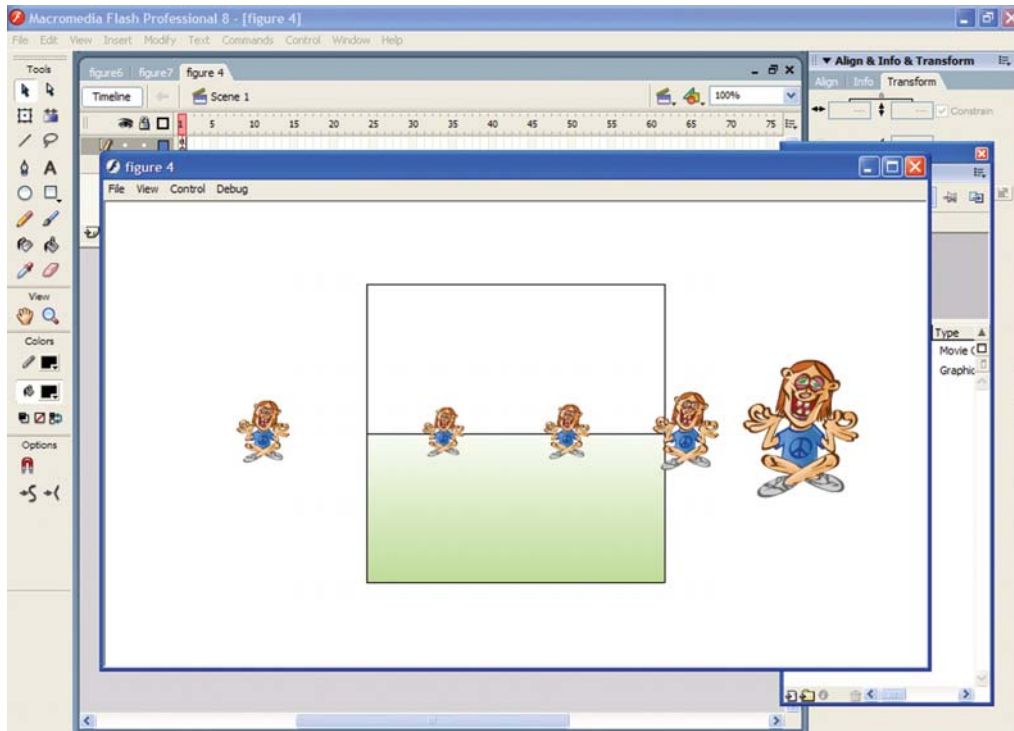 Macromedia Flash Professional 8 - [figure 4]
File Edit View Insert Modify Text Commands Control Window Help
Tools
figure6 figure7 figure 4
Align & Info & Transform
Align Info Transform
Timeline Scene 1 100%
Constrain
1 5 10 15 20 25 30 35 40 45 50 55 60 65 70 75
figure 4
File View Control Debug
A
View
Colors
Options
Type
Movie C
Graphic